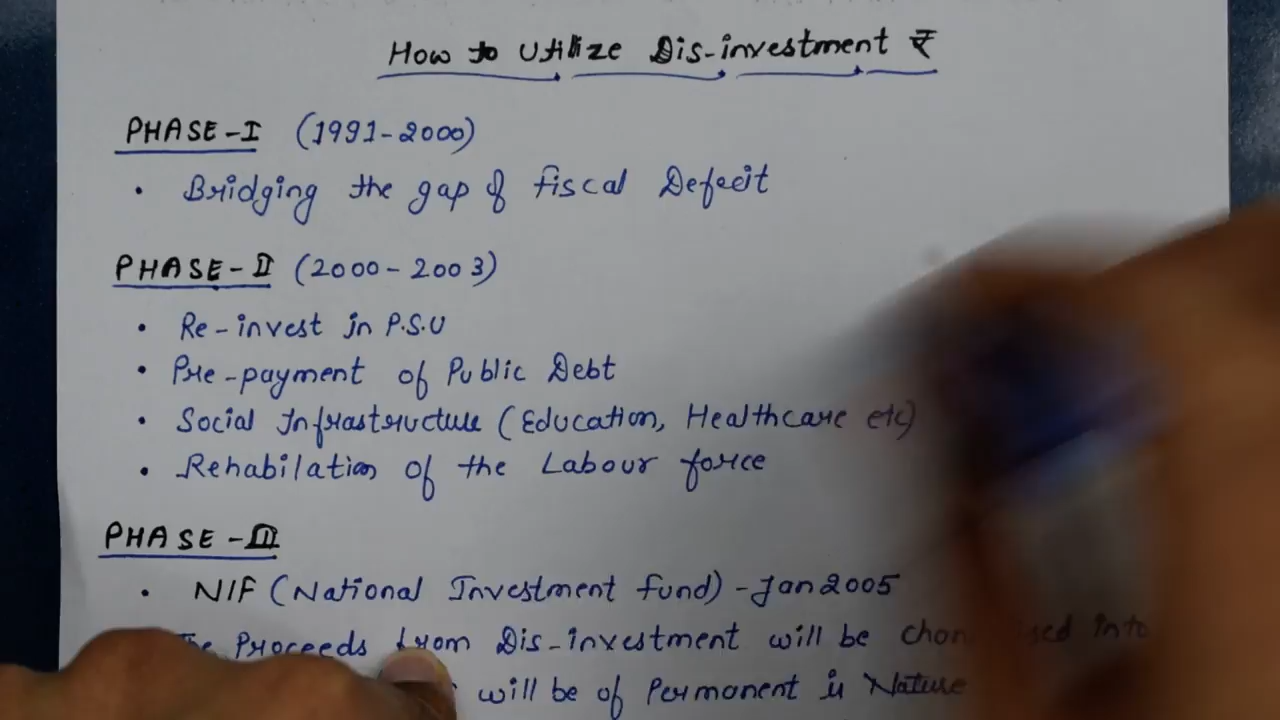 How to Utilize Dis-investment ₹
PHASE-I (1991-2000)
• Bridging the gap of fiscal Defecit
PHASE-II (2000-2003)
• Re-invest in P.S.U
• Pre-payment of Public Debt
• Social Infrastructure (Education, Healthcare etc)
• Rehabilation of the Labour force
PHASE-III
• NIF (National Investment fund) - Jan 2005
Proceeds from Dis-investment will be into
will be of Permanent in Nature